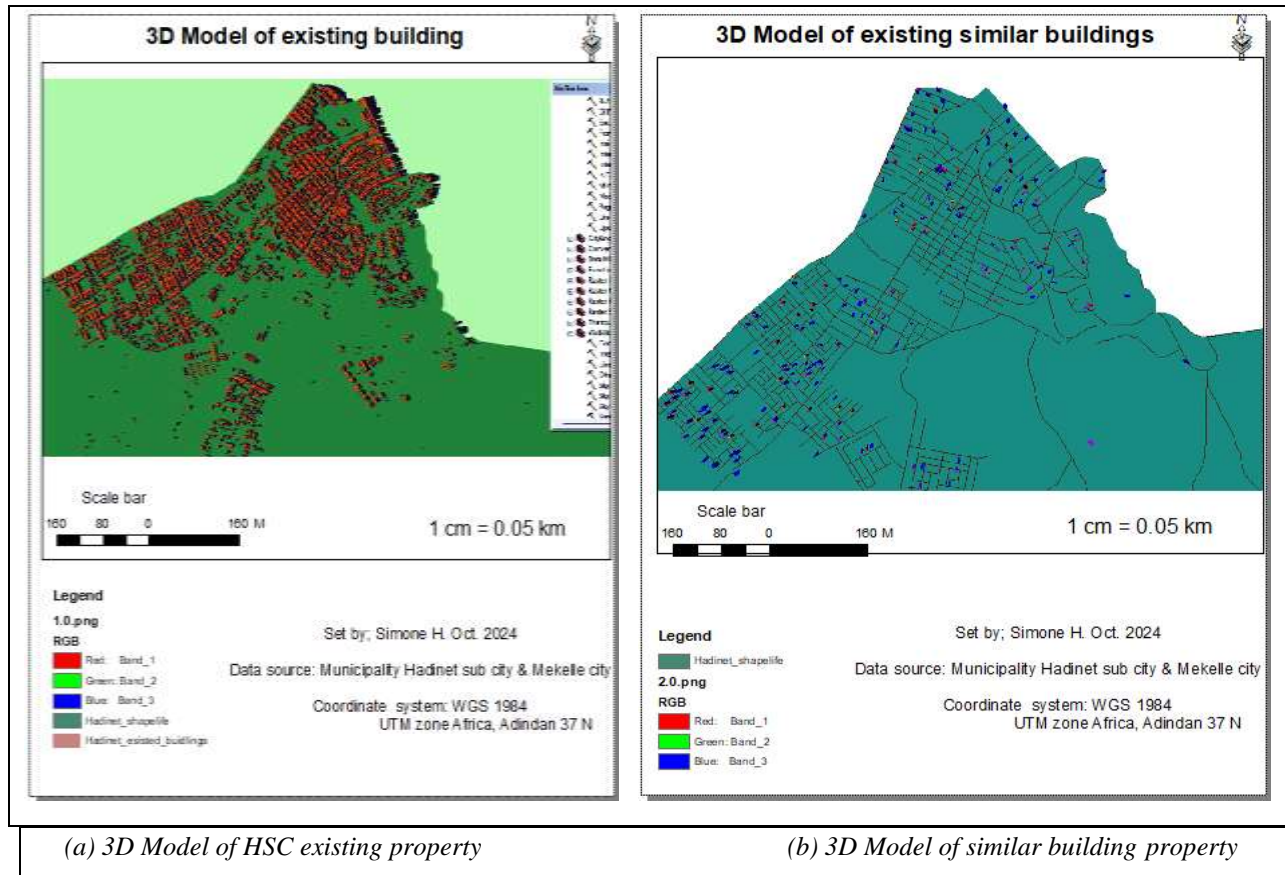 3D Model of existing building
N
Scale bar
160 80 0 160 M
1 cm = 0.05 km
Legend
1.0.png
RGB
Red: Band_1
Green: Band_2
Blue: Band_3
Hadinet_shapelife
Hadinet_esisted_buidlings
Set by; Simone H. Oct. 2024
Data source: Municipality Hadinet sub city & Mekelle city
Coordinate system: WGS 1984
UTM zone Africa, Adindan 37 N
3D Model of existing similar buildings
N
Scale bar
160 80 0 160 M
1 cm = 0.05 km
Legend
Hadinet_shapelife
2.0.png
RGB
Red: Band_1
Green: Band_2
Blue: Band_3
Set by; Simone H. Oct. 2024
Data source: Municipality Hadinet sub city & Mekelle city
Coordinate system: WGS 1984
UTM zone Africa, Adindan 37 N
(a) 3D Model of HSC existing property
(b) 3D Model of similar building property